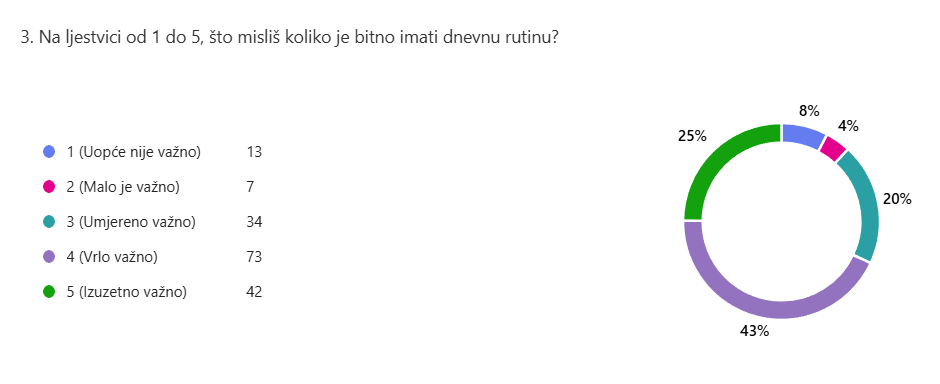 3. Na ljestvici od 1 do 5, što misliš koliko je bitno imati dnevnu rutinu?
1 (Uopće nije važno) 13
2 (Malo je važno) 7
3 (Umjereno važno) 34
4 (Vrlo važno) 73
5 (Izuzetno važno) 42
8%
4%
25%
20%
43%